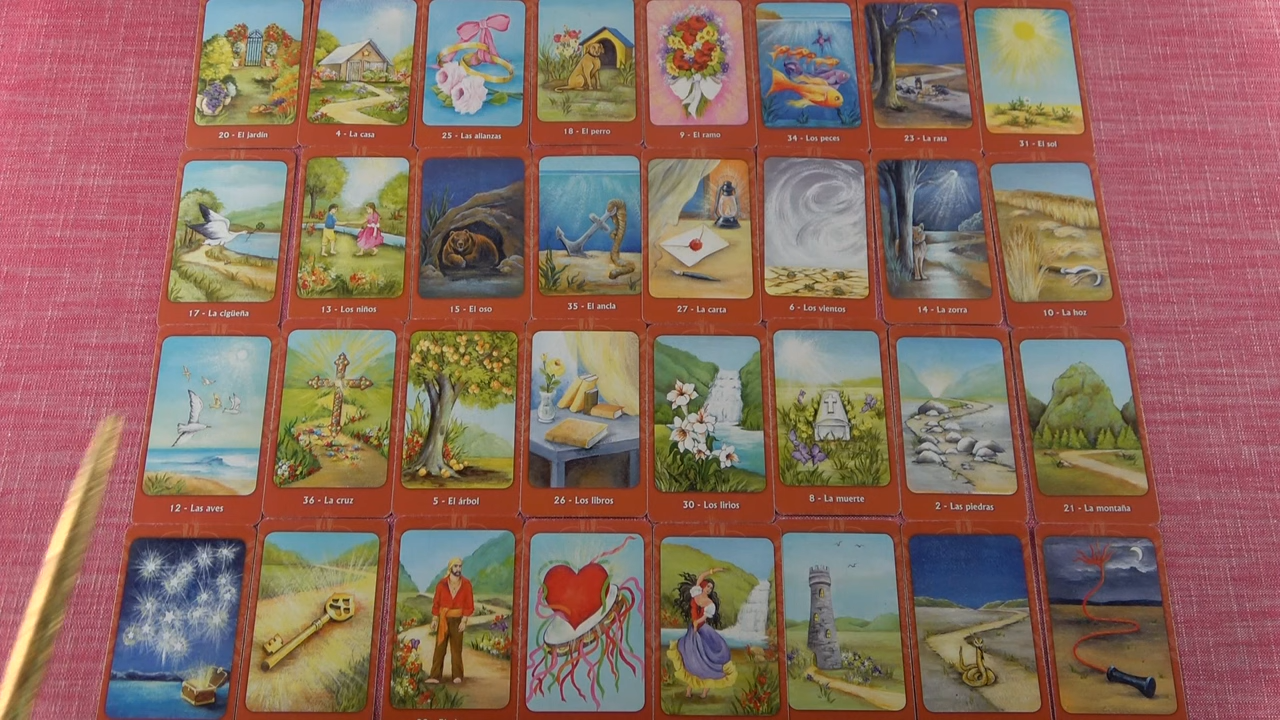 20 - El jardín
4 - La casa
25 - Las alianzas
18 - El perro
9 - El ramo
34 - Los peces
23 - La rata
31 - El sol
17 - La cigüeña
13 - Los niños
15 - El oso
35 - El ancla
27 - La carta
6 - Los vientos
14 - La zorra
10 - La hoz
12 - Las aves
36 - La cruz
5 - El árbol
26 - Los libros
30 - Los lirios
8 - La muerte
2 - Las piedras
21 - La montaña